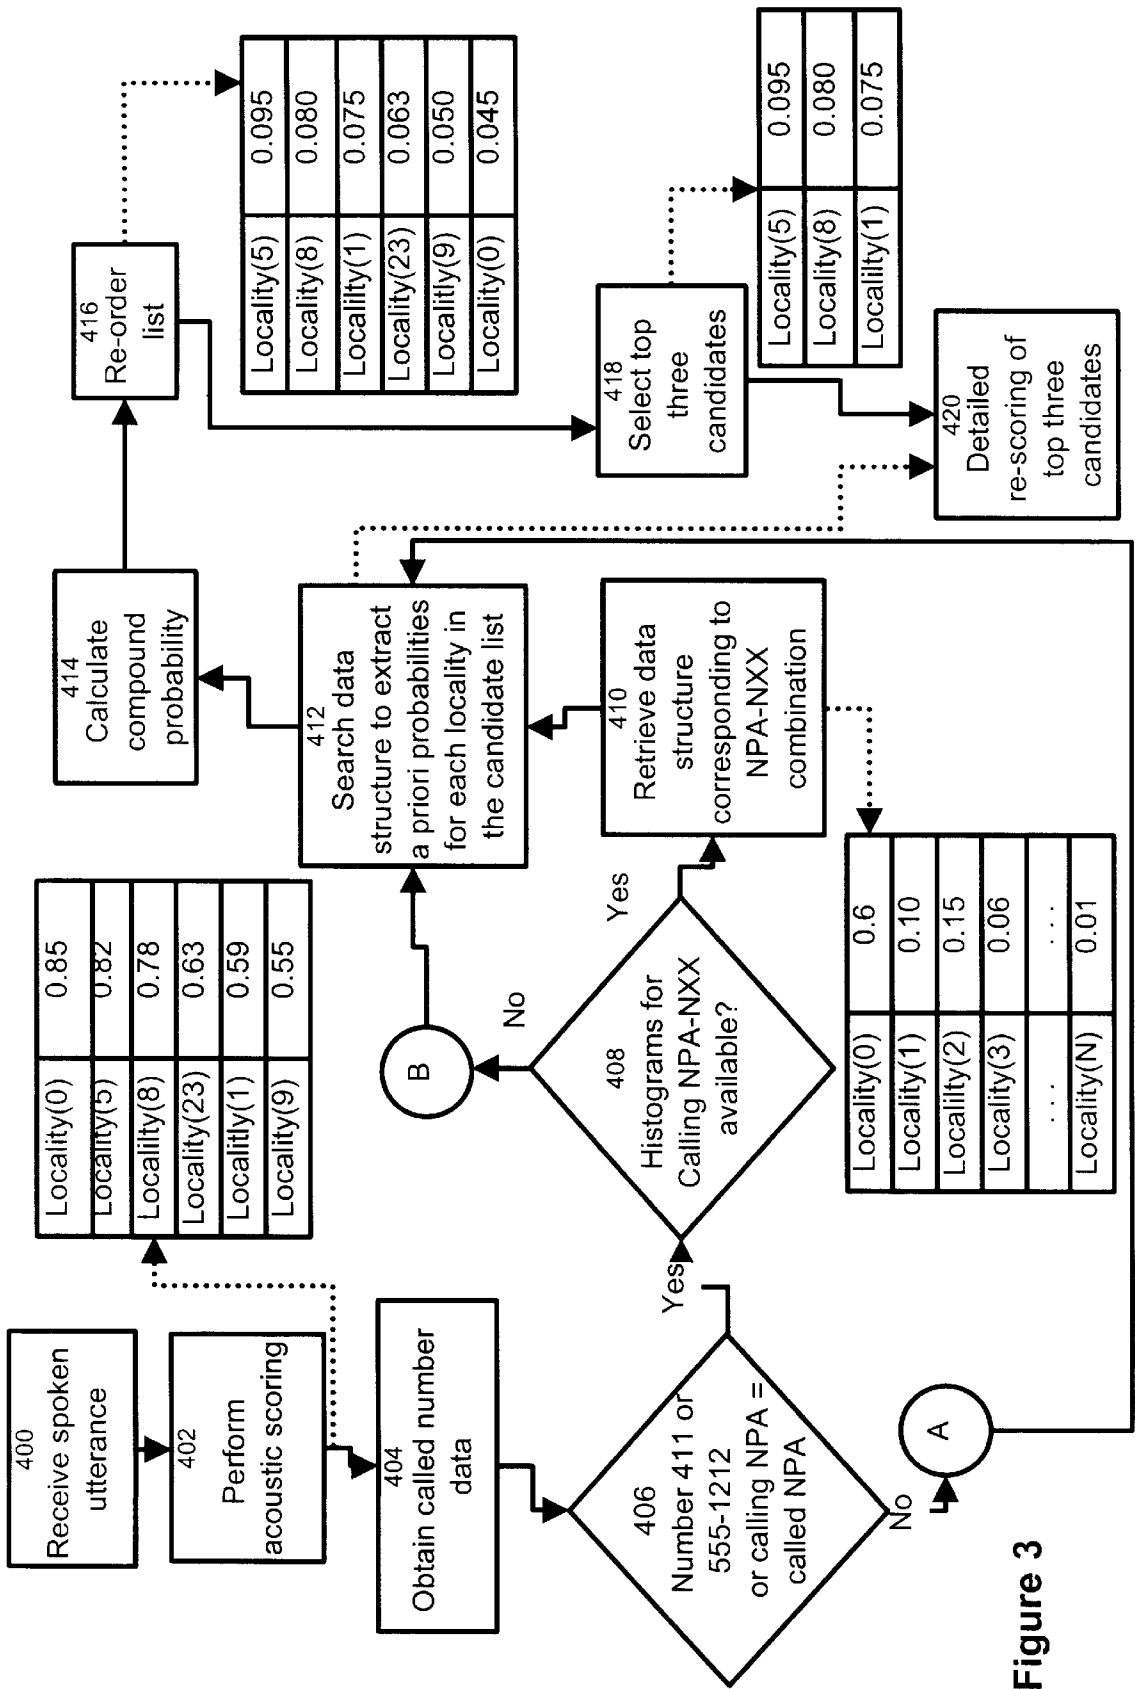 400
Receive spoken
utterance
402
Perform
acoustic scoring
Locality(0) 0.85
Locality(5) 0.82
Localilty(8) 0.78
Locality(23) 0.63
Locality(1) 0.59
Locality(9) 0.55
404
Obtain called number
data
406
Number 411 or
555-1212
or calling NPA =
called NPA
Yes
No
A
408
Histograms for
Calling NPA-NXX
available?
Yes
No
B
410
Retrieve data
structure
corresponding to
NPA-NXX
combination
Locality(0) 0.6
Locality(1) 0.10
Localilty(2) 0.15
Locality(3) 0.06
.... ...
Locality(N) 0.01
412
Search data
structure to extract
a priori probabilities
for each locality in
the candidate list
414
Calculate
compound
probability
416
Re-order
list
Locality(5) 0.095
Locality(8) 0.080
Localilty(1) 0.075
Locality(23) 0.063
Locality(9) 0.050
Locality(0) 0.045
418
Select top
three
candidates
Locality(5) 0.095
Locality(8) 0.080
Localilty(1) 0.075
420
Detailed
re-scoring of
top three
candidates
Figure 3